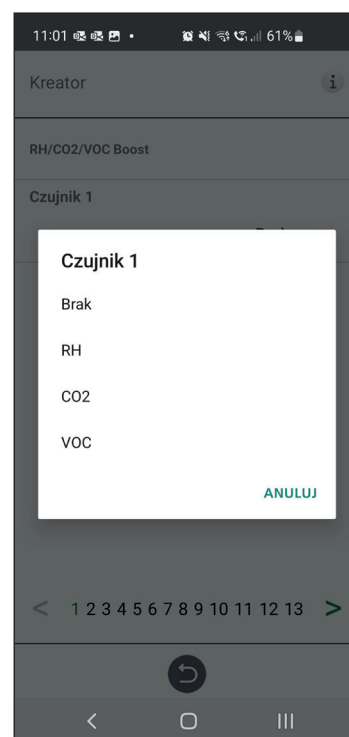 11:01 61%
Kreator i
RH/CO2/VOC Boost
Czujnik 1
Czujnik 1
Brak
RH
CO2
VOC
ANULUJ
< 1 2 3 4 5 6 7 8 9 10 11 12 13 >